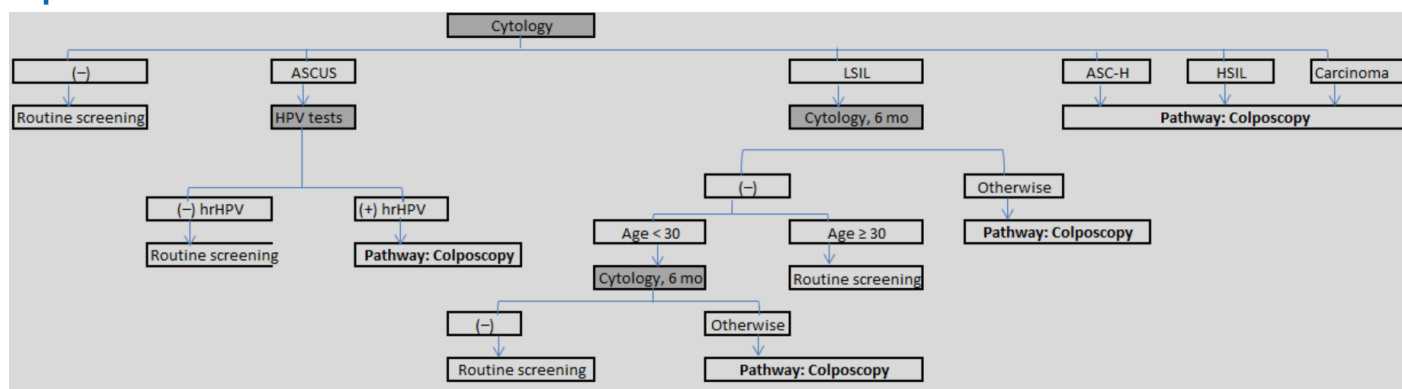 Cytology
(−) ASCUS LSIL ASC-H HSIL Carcinoma
Routine screening HPV tests Cytology, 6 mo Pathway: Colposcopy
(−) Otherwise
(−) hrHPV (+) hrHPV
Age < 30 Age ≥ 30 Pathway: Colposcopy
Routine screening Pathway: Colposcopy
Cytology, 6 mo Routine screening
(−) Otherwise
Routine screening Pathway: Colposcopy